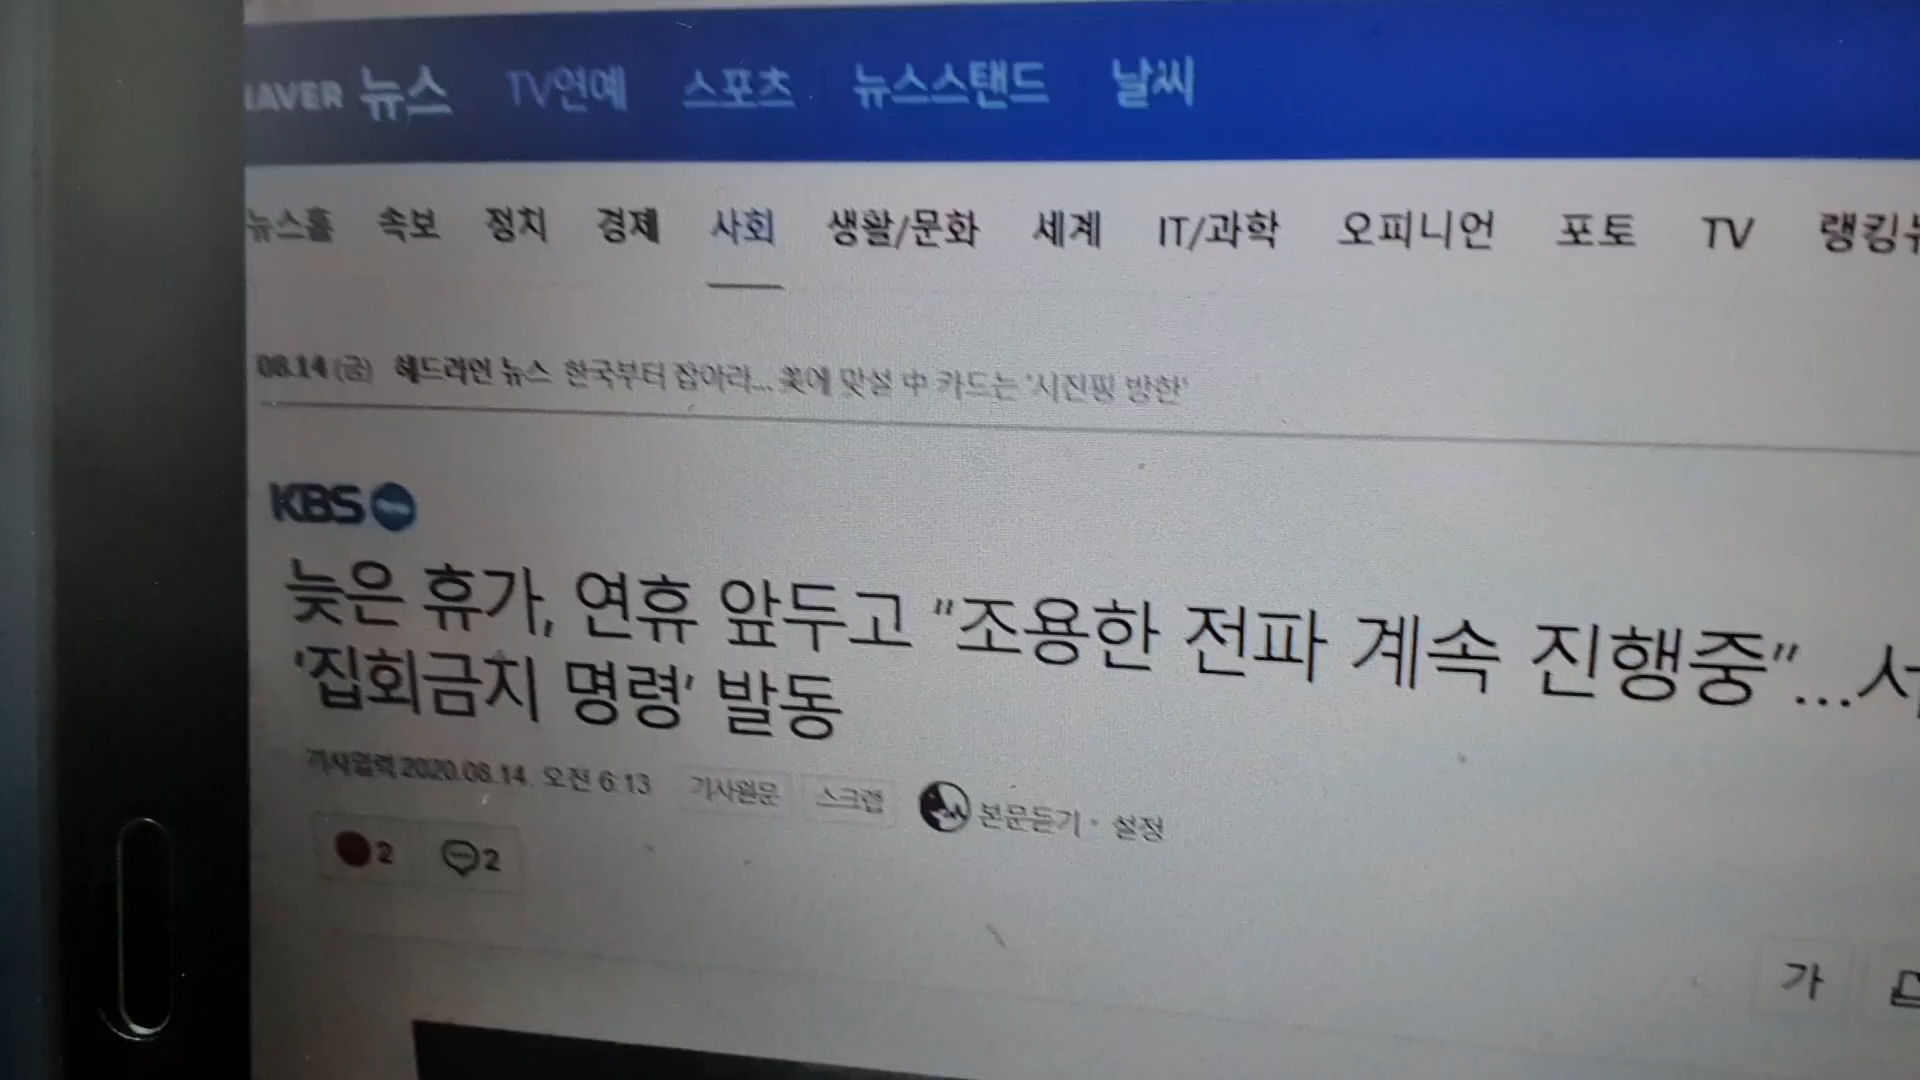 NAVER 뉴스 TV연예 스포츠 뉴스스탠드 날씨
뉴스홈 속보 정치 경제 사회 생활/문화 세계 IT/과학 오피니언 포토 TV 랭킹뉴
08.14 (금) 헤드라인 뉴스 한국부터 잡아라... 美에 맞설 中 카드는 '시진핑 방한'
KBS
늦은 휴가, 연휴 앞두고 "조용한 전파 계속 진행중"...서
'집회금지 명령' 발동
기사입력 2020.08.14. 오전 6:13 기사원문 스크랩 본문듣기 · 설정
2 2
가